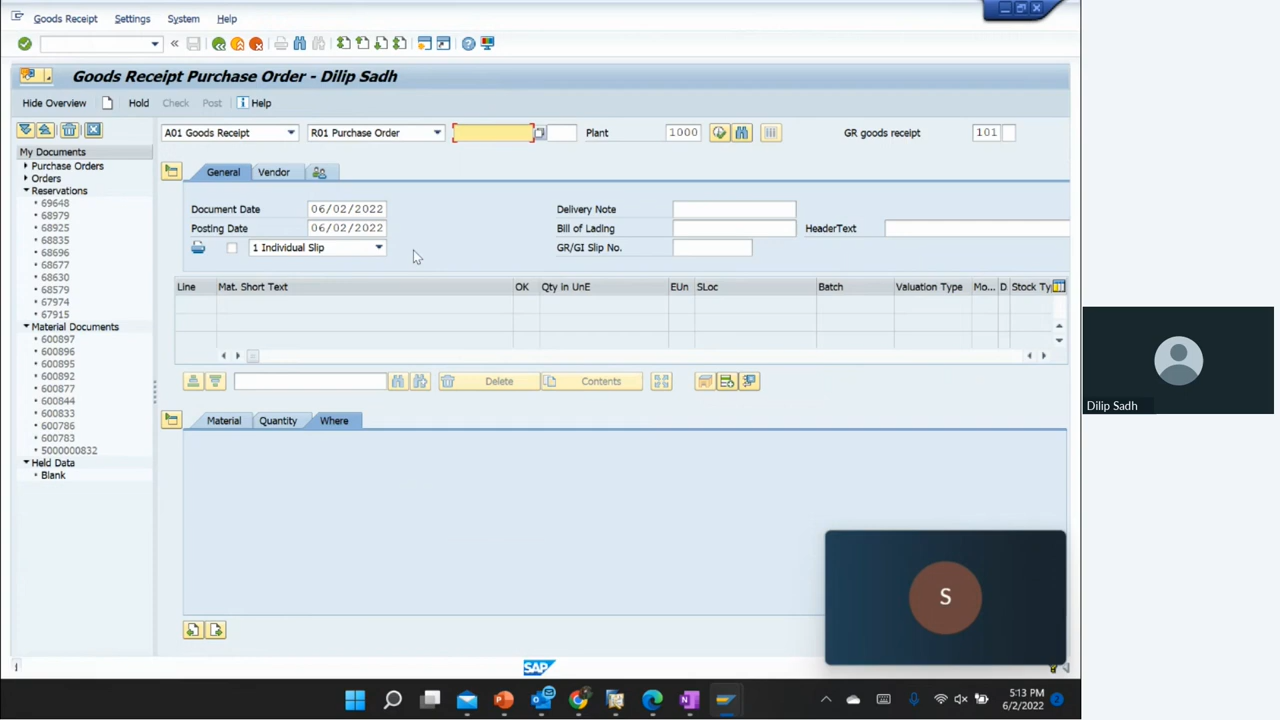 Goods Receipt Settings System Help
Goods Receipt Purchase Order - Dilip Sadh
Hide Overview Hold Check Post Help
A01 Goods Receipt R01 Purchase Order Plant 1000 GR goods receipt 101
My Documents
Purchase Orders
Orders
Reservations
69648
68979
68925
68835
68696
68677
68630
68579
67974
67915
Material Documents
600897
600896
600895
600892
600877
600844
600833
600786
600783
5000000832
Held Data
Blank
General Vendor
Document Date 06/02/2022 Delivery Note
Posting Date 06/02/2022 Bill of Lading HeaderText
1 Individual Slip GR/GI Slip No.
Line Mat. Short Text OK Qty in UnE EUn SLoc Batch Valuation Type Mo... D Stock Ty
Delete Contents
Material Quantity Where
SAP
S
Dilip Sadh
5:13 PM
6/2/2022
2